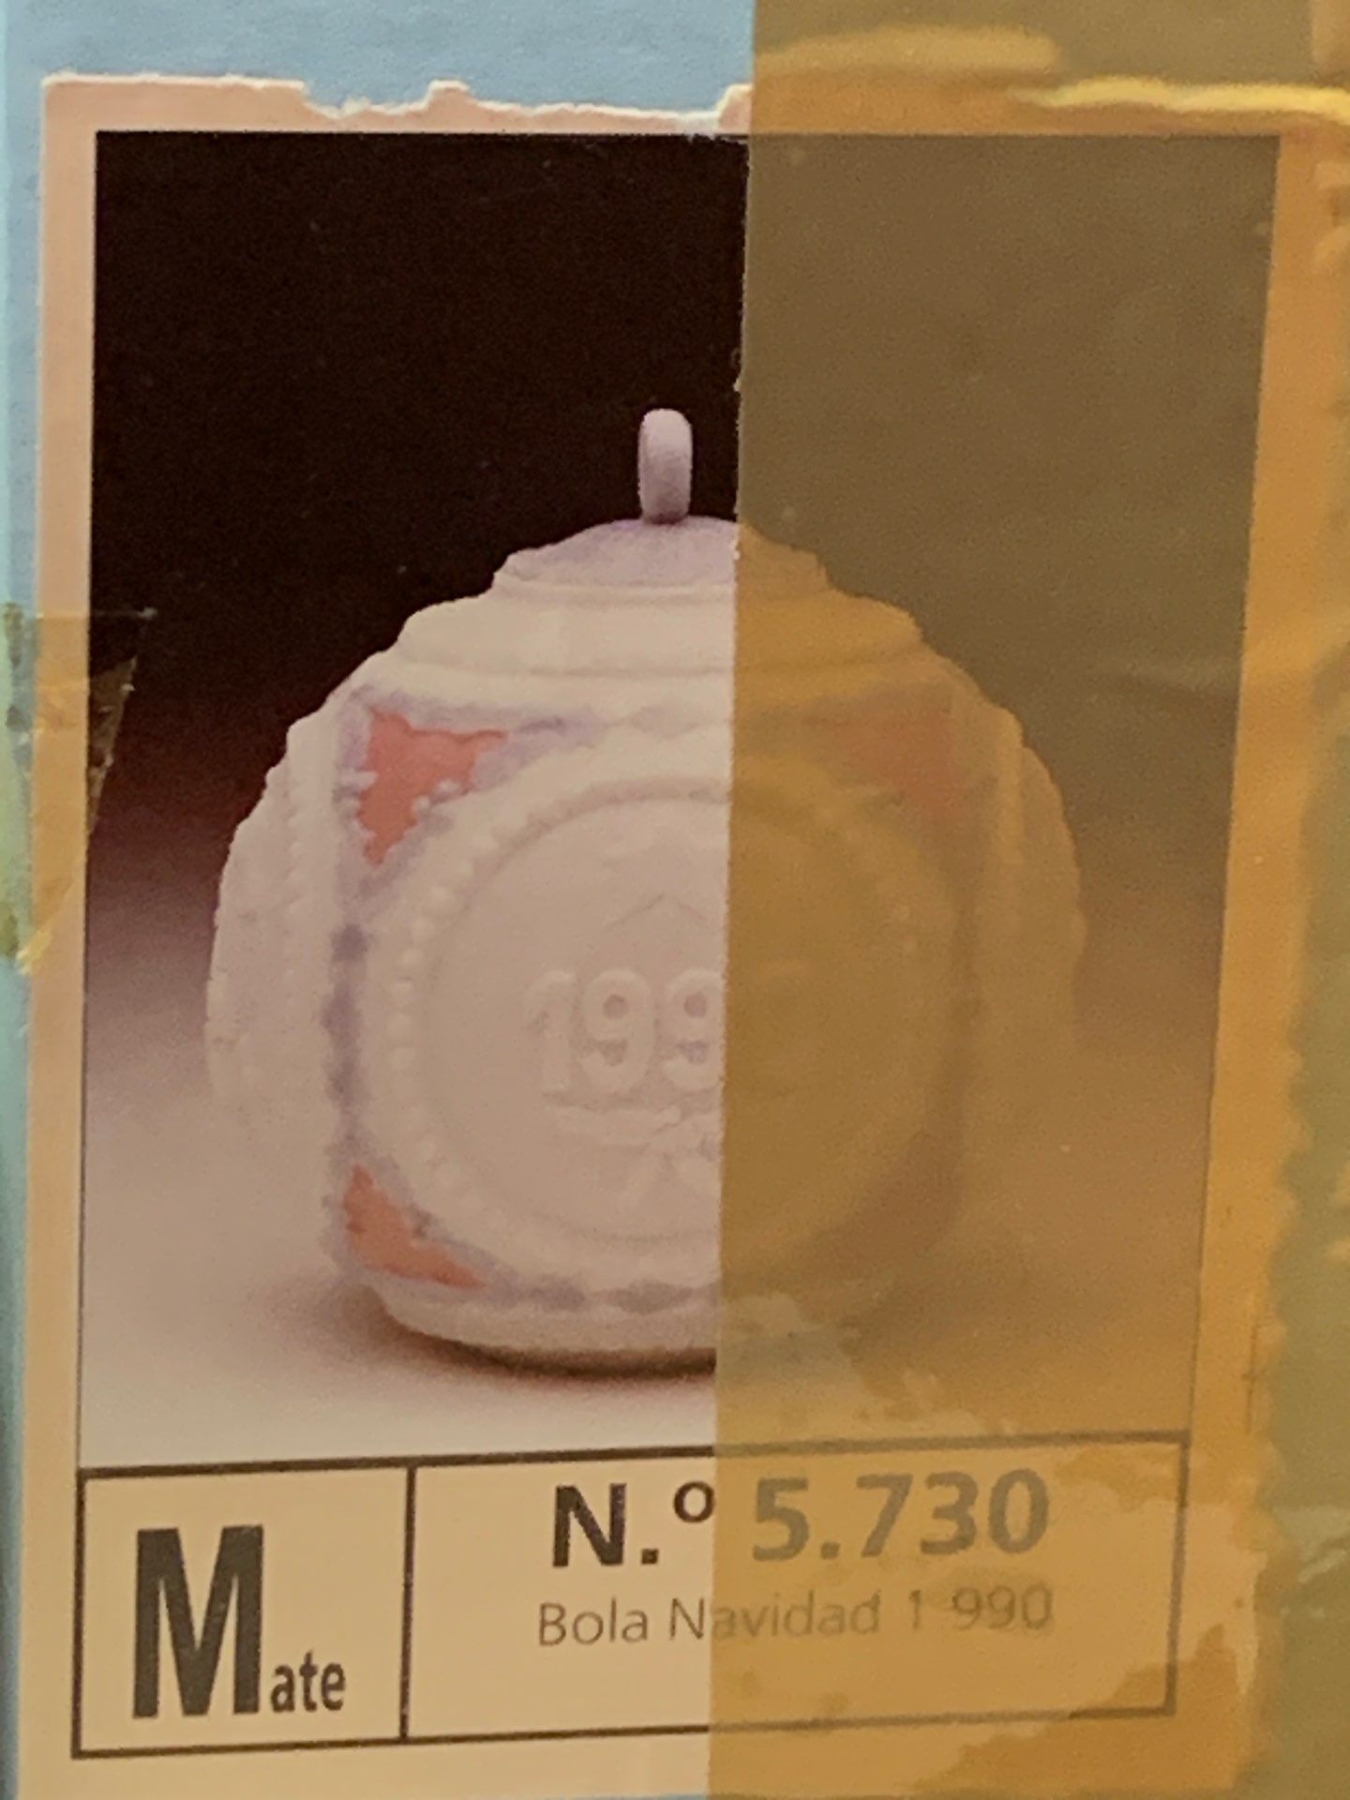 199
N.º 5.730
Bola Navidad 1 990
Mate